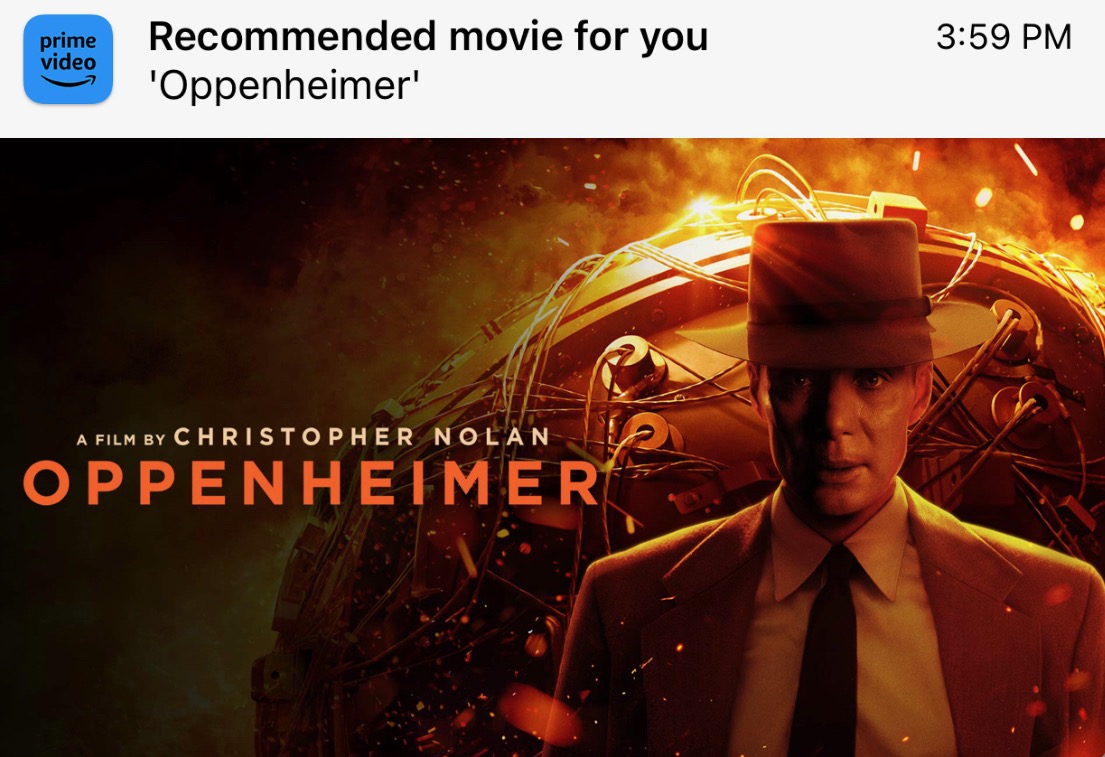 prime
video
Recommended movie for you
3:59 PM
'Oppenheimer'
A FILM BY CHRISTOPHER NOLAN
OPPENHEIMER